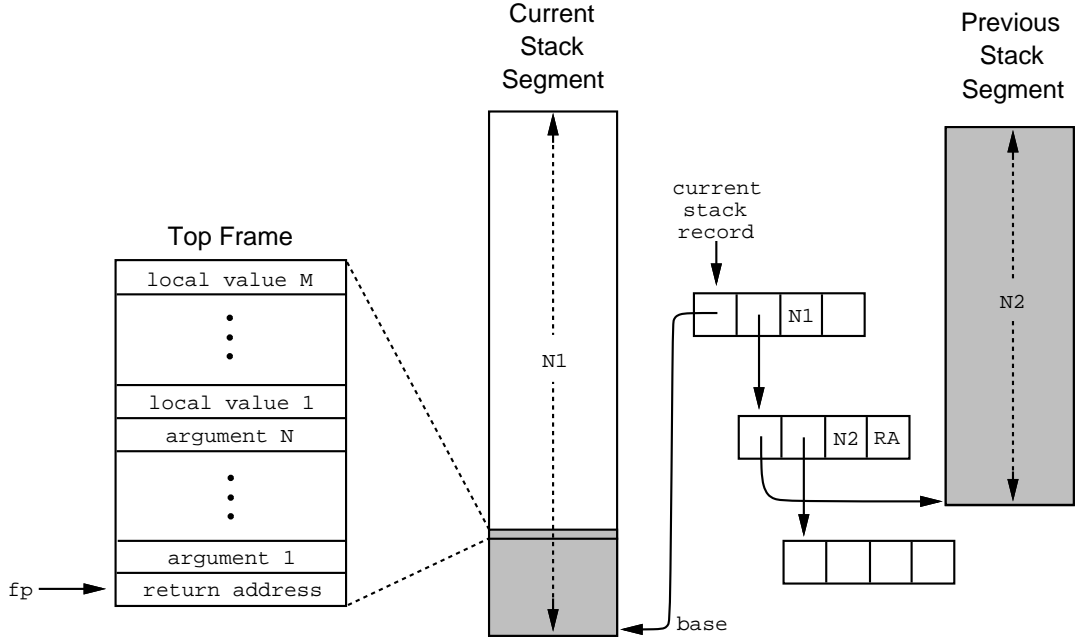 Current
Stack
Segment
Previous
Stack
Segment
current
stack
record
Top Frame
local value M
local value 1
argument N
argument 1
return address
fp
N1
N1
N2
RA
N2
base